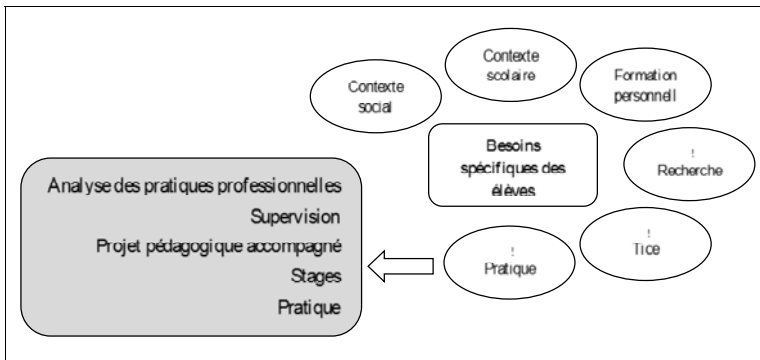 Contexte
social
Contexte
scolaire
Formation
personnell
Besoins
spécifiques des
élèves
!
Recherche
!
Tice
!
Pratique
Analyse des pratiques professionnelles
Supervision
Projet pédagogique accompagné
Stages
Pratique